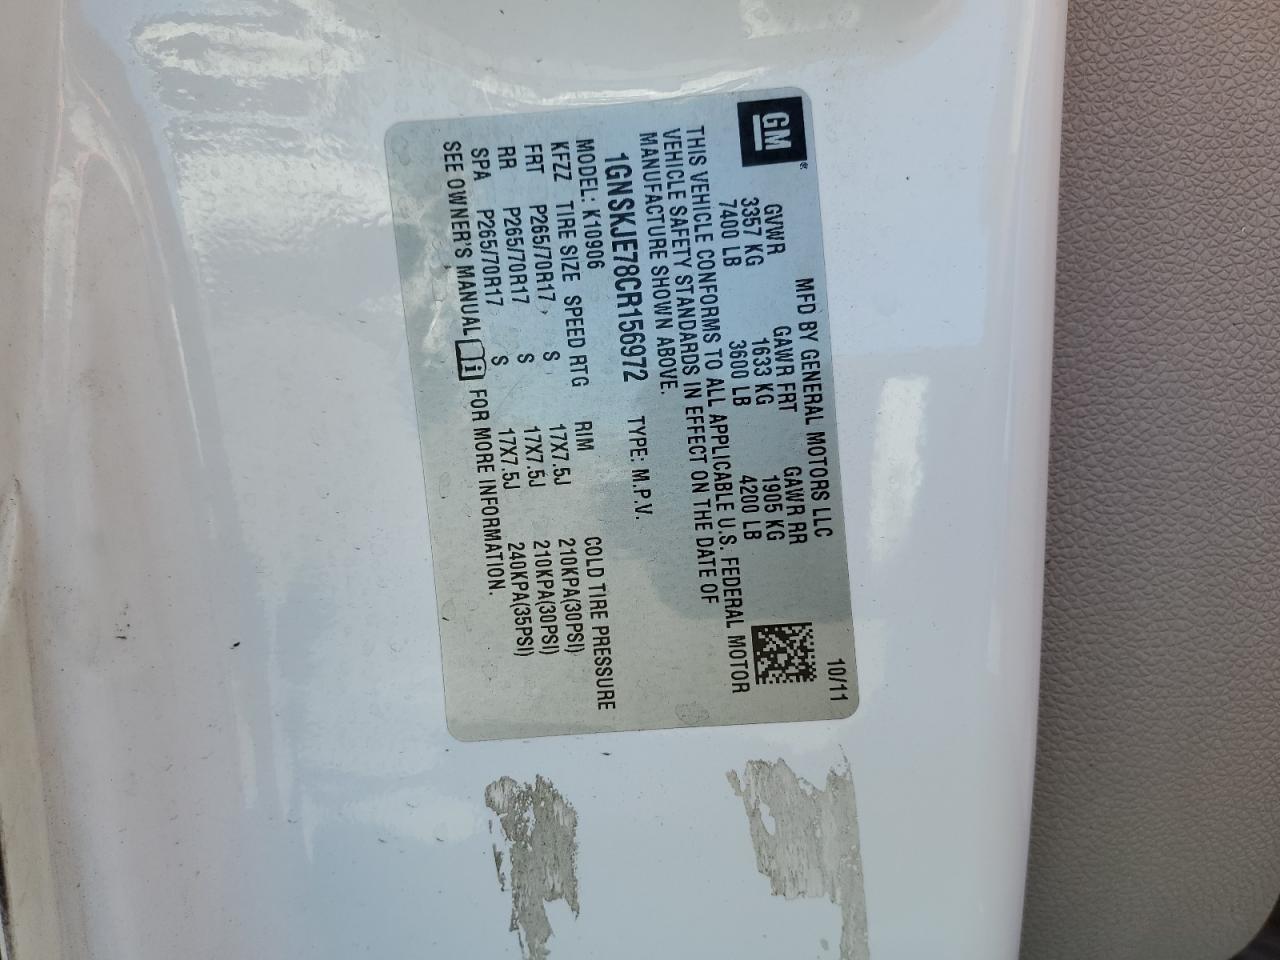 GM®
MFD BY GENERAL MOTORS LLC 10/11
GVWR GAWR FRT GAWR RR
3357 KG 1633 KG 1905 KG
7400 LB 3600 LB 4200 LB
THIS VEHICLE CONFORMS TO ALL APPLICABLE U.S. FEDERAL MOTOR
VEHICLE SAFETY STANDARDS IN EFFECT ON THE DATE OF
MANUFACTURE SHOWN ABOVE.
1GNSKJE78CR156972 TYPE: M.P.V.
MODEL: K10906
KFZZ TIRE SIZE SPEED RTG RIM COLD TIRE PRESSURE
FRT P265/70R17 S 17X7.5J 210KPA(30PSI)
RR P265/70R17 S 17X7.5J 210KPA(30PSI)
SPA P265/70R17 S 17X7.5J 240KPA(35PSI)
SEE OWNER'S MANUAL i FOR MORE INFORMATION.